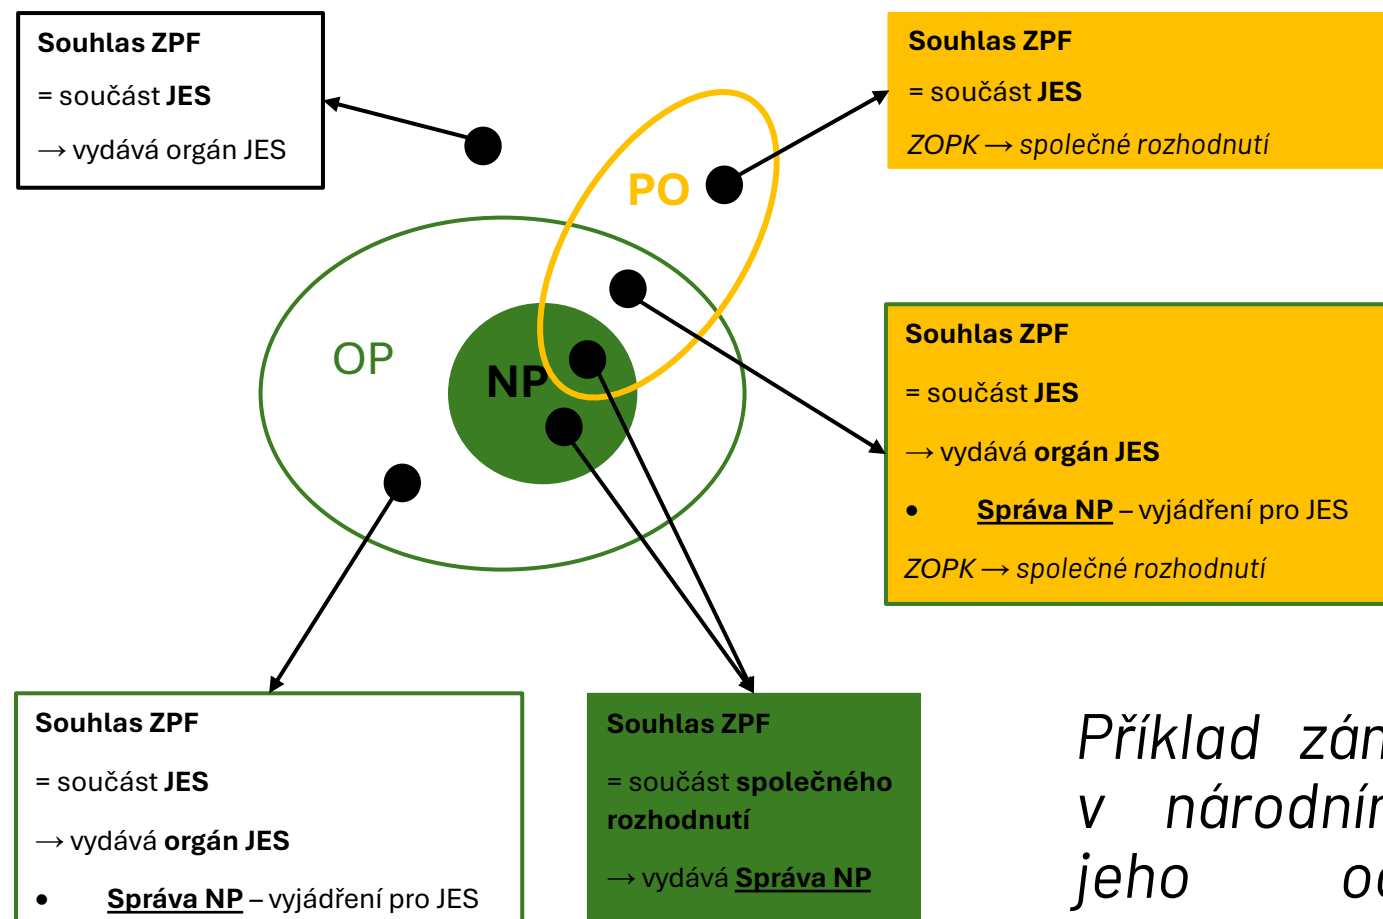 Souhlas ZPF
= součást JES
→ vydává orgán JES
Souhlas ZPF
= součást JES
ZOPK → společné rozhodnutí
PO
OP
NP
Souhlas ZPF
= součást JES
→ vydává orgán JES
• Správa NP – vyjádření pro JES
ZOPK → společné rozhodnutí
Souhlas ZPF
= součást JES
→ vydává orgán JES
• Správa NP – vyjádření pro JES
Souhlas ZPF
= součást společného
rozhodnutí
→ vydává Správa NP
Příklad
v
jeho